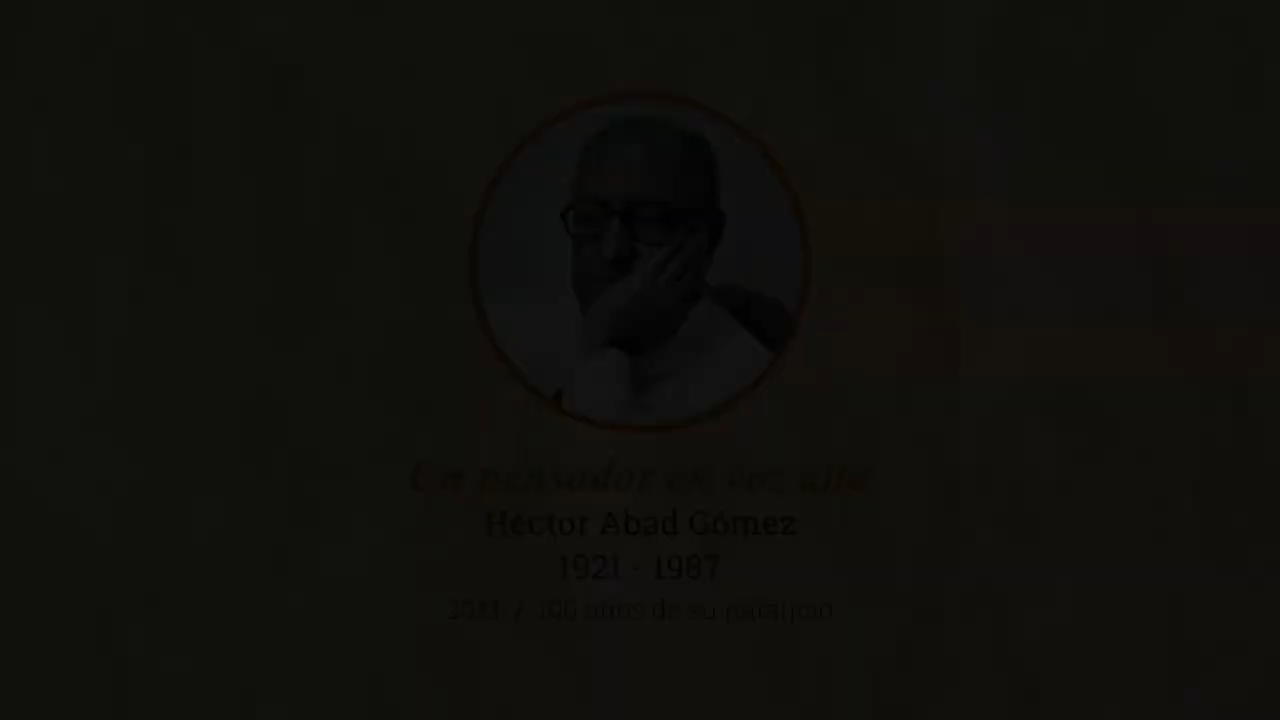 Un pensador en voz alta
Héctor Abad Gómez
1921 - 1987
2021 / 100 años de su natalicio